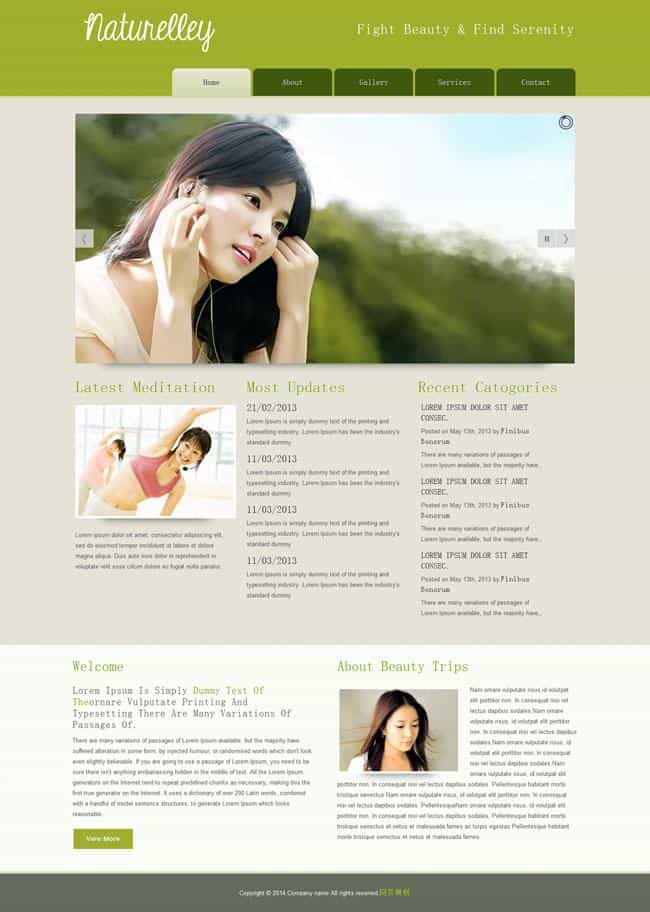 Naturelley
Fight Beauty & Find Serenity
Home
About
Gallery
Services
Contact
Latest Meditation
Lorem ipsum dolor sit amet, consectetur adipisicing elit,
sed do eiusmod tempor incididunt ut labore et dolore
magna aliqua. Duis aute irure dolor in reprehenderit in
voluptate velit esse cillum dolore eu fugiat nulla pariatur.
Most Updates
21/02/2013
Lorem Ipsum is simply dummy text of the printing and
typesetting industry. Lorem Ipsum has been the industry's
standard dummy
11/03/2013
Lorem Ipsum is simply dummy text of the printing and
typesetting industry. Lorem Ipsum has been the industry's
standard dummy
11/03/2013
Lorem Ipsum is simply dummy text of the printing and
typesetting industry. Lorem Ipsum has been the industry's
standard dummy
11/03/2013
Lorem Ipsum is simply dummy text of the printing and
typesetting industry. Lorem Ipsum has been the industry's
standard dummy
Recent Catogories
LOREM IPSUM DOLOR SIT AMET
CONSEC.
Posted on May 13th, 2013 by Finibus
Bonorum
There are many variations of passages of
Lorem Ipsum available, but the majority have..
LOREM IPSUM DOLOR SIT AMET
CONSEC.
Posted on May 13th, 2013 by Finibus
Bonorum
There are many variations of passages of
Lorem Ipsum available, but the majority have..
LOREM IPSUM DOLOR SIT AMET
CONSEC.
Posted on May 13th, 2013 by Finibus
Bonorum
There are many variations of passages of
Lorem Ipsum available, but the majority have..
Welcome
Lorem Ipsum Is Simply Dummy Text Of
Theornare Vulputate Printing And
Typesetting There Are Many Variations Of
Passages Of.
There are many variations of passages of Lorem Ipsum available, but the majority have
suffered alteration in some form, by injected humour, or randomised words which don't look
even slightly believable. If you are going to use a passage of Lorem Ipsum, you need to be
sure there isn't anything embarrassing hidden in the middle of text. All the Lorem Ipsum
generators on the Internet tend to repeat predefined chunks as necessary, making this the
first true generator on the Internet. It uses a dictionary of over 200 Latin words, combined
with a handful of model sentence structures, to generate Lorem Ipsum which looks
reasonable.
View More
About Beauty Trips
Nam ornare vulputate risus,id volutpat
elit porttitor non. In consequat nisi vel
lectus dapibus sodales.Nam ornare
vulputate risus, id volutpat elit porttitor
non. In consequat nisi vel lectus dapibus
sodales.Nam ornare vulputate risus, id
volutpat elit porttitor non. In consequat
nisi vel lectus dapibus sodales.Nam
ornare vulputate risus, id volutpat elit
porttitor non. In consequat nisi vel lectus dapibus sodales. Pellentesque habitant morbi
tristique senectus.Nam ornare vulputate risus, id volutpat elit porttitor non. In consequat
nisi vel lectus dapibus sodales. PellentesqueNam ornare vulputate risus, id volutpat elit
porttitor non. In consequat nisi vel lectus dapibus sodales. Pellentesque habitant morbi
tristique senectus et netus et malesuada fames ac turpis egestas.Pellentesque habitant
morbi tristique senectus et netus et malesuada fames.
Copyright © 2014.Company name All rights reserved.